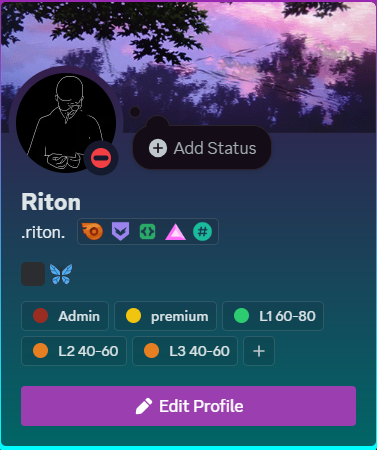 Add Status
Riton
.riton.
#
Admin premium L1 60-80
L2 40-60 L3 40-60 +
Edit Profile